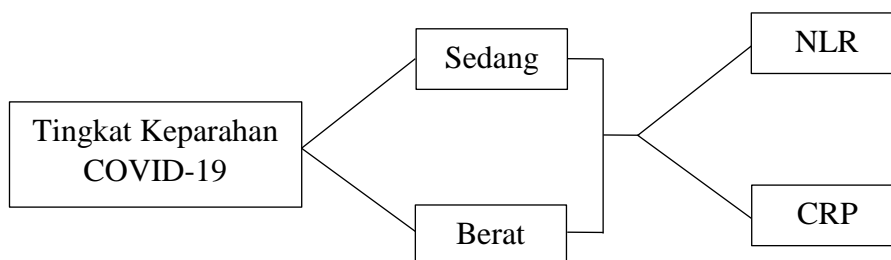 Tingkat Keparahan
COVID-19
Sedang
Berat
NLR
CRP